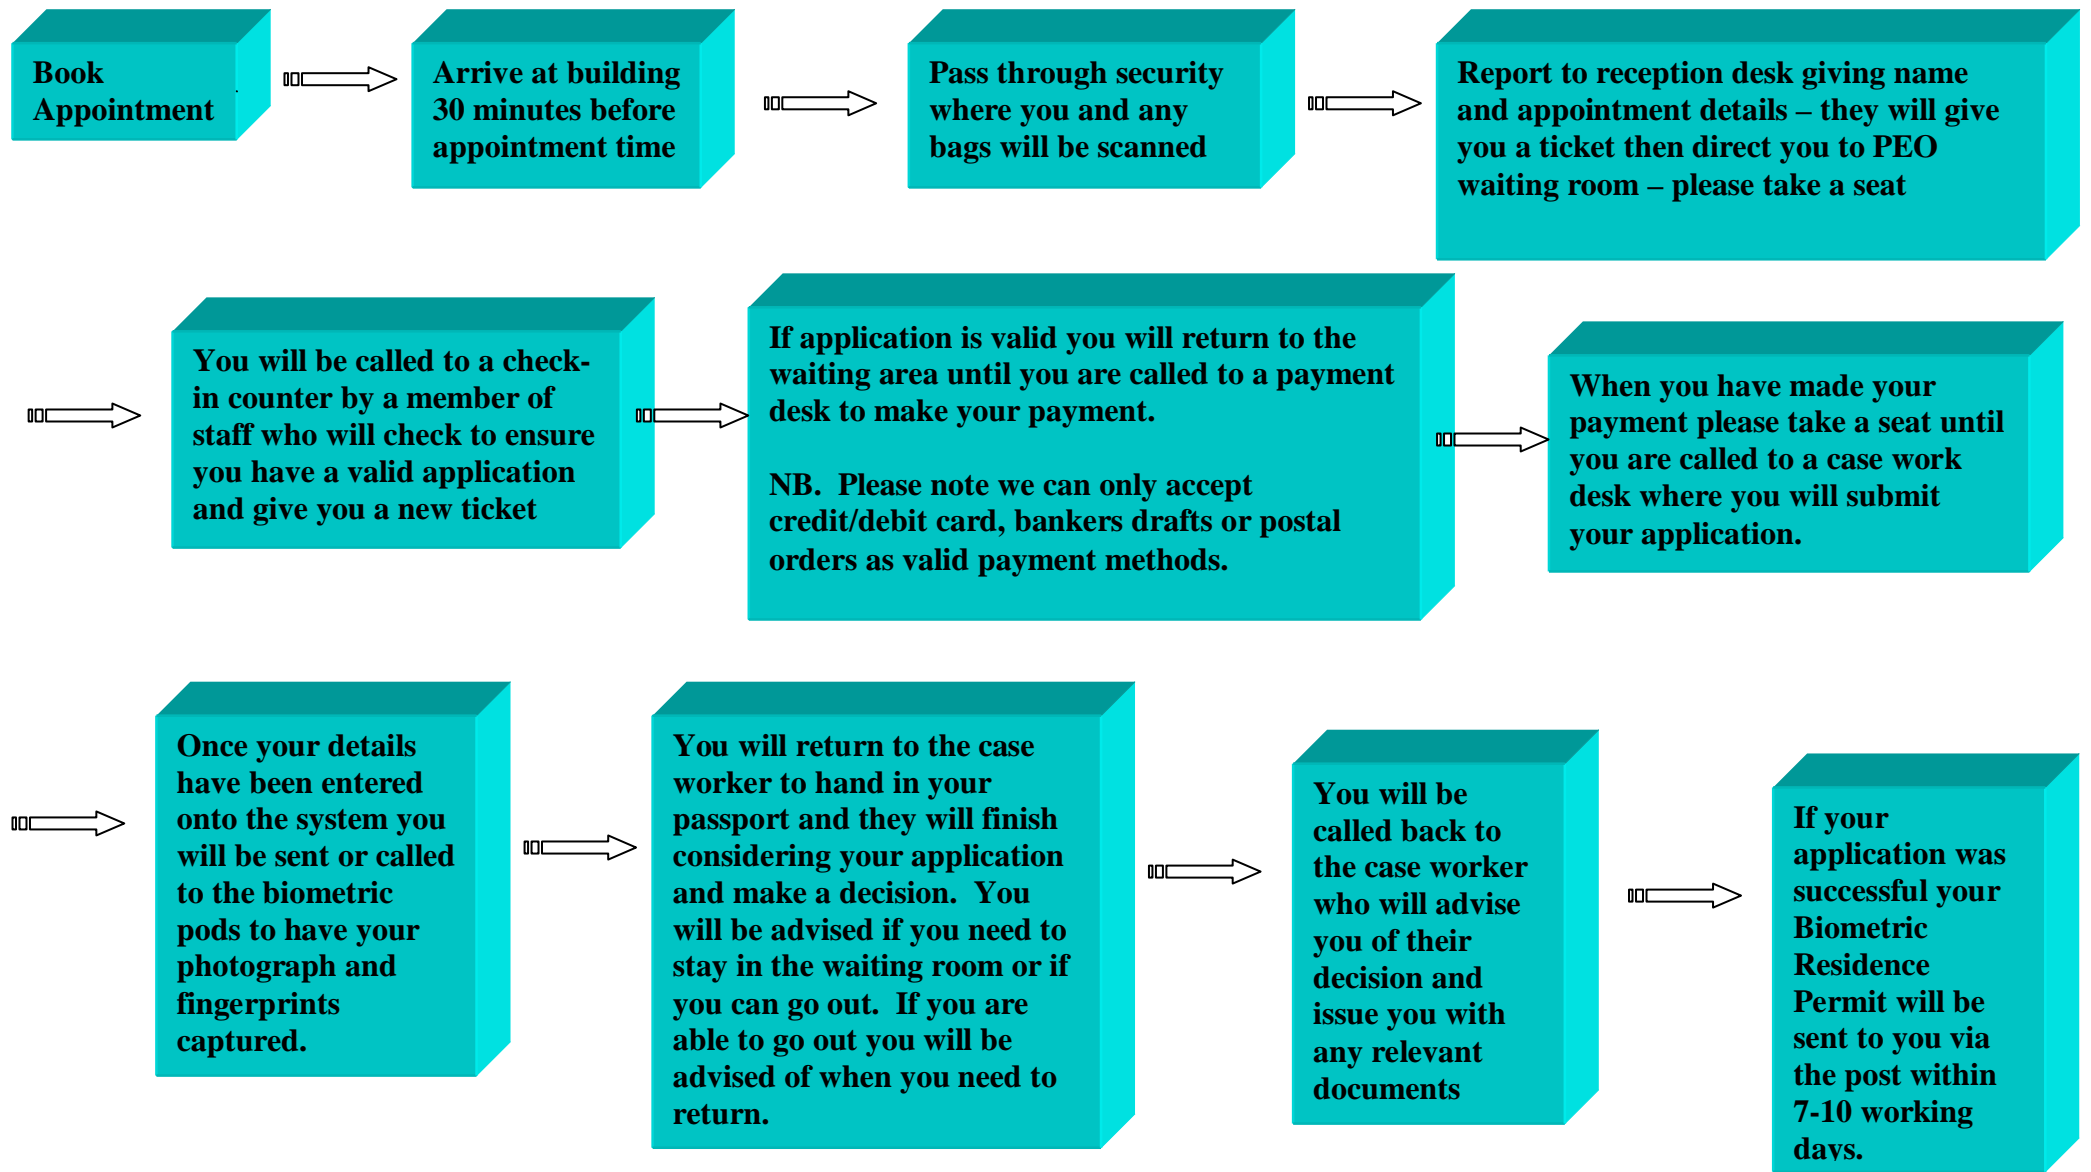 Book
Appointment
Arrive at building
30 minutes before
appointment time
Pass through security
where you and any
bags will be scanned
Report to reception desk giving name
and appointment details – they will give
you a ticket then direct you to PEO
waiting room – please take a seat
You will be called to a check-
in counter by a member of
staff who will check to ensure
you have a valid application
and give you a new ticket
If application is valid you will return to the
waiting area until you are called to a payment
desk to make your payment.
NB.  Please note we can only accept
credit/debit card, bankers drafts or postal
orders as valid payment methods.
When you have made your
payment please take a seat until
you are called to a case work
desk where you will submit
your application.
Once your details
have been entered
onto the system you
will be sent or called
to the biometric
pods to have your
photograph and
fingerprints
captured.
You will return to the case
worker to hand in your
passport and they will finish
considering your application
and make a decision.  You
will be advised if you need to
stay in the waiting room or if
you can go out.  If you are
able to go out you will be
advised of when you need to
return.
You will be
called back to
the case worker
who will advise
you of their
decision and
issue you with
any relevant
documents
If your
application was
successful your
Biometric
Residence
Permit will be
sent to you via
the post within
7-10 working
days.